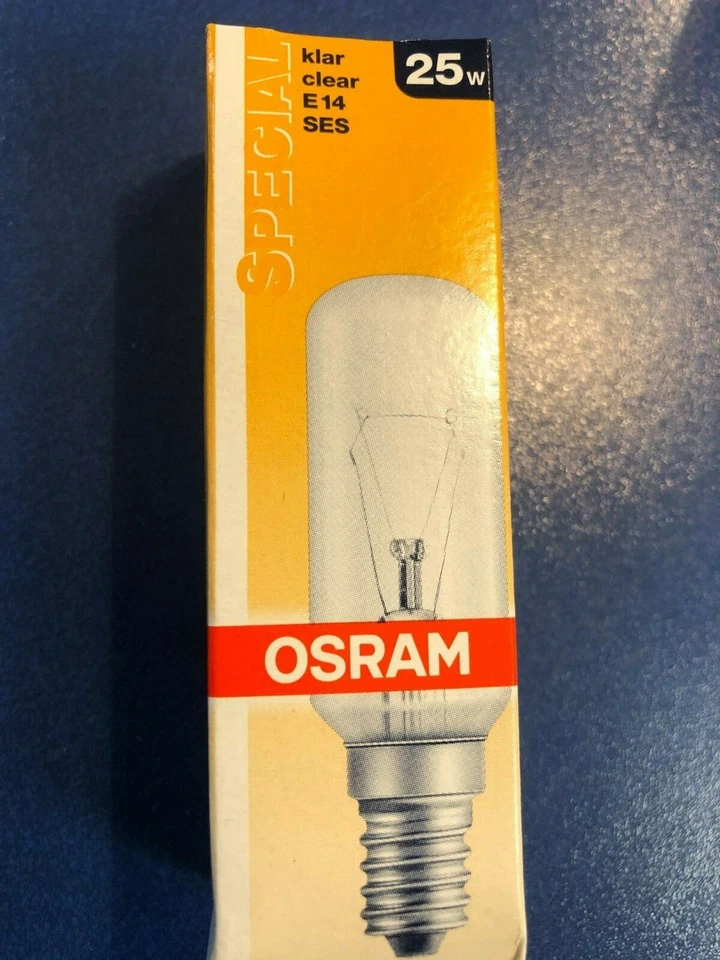 SPECIAL
klar
clear
E14
SES
25W
OSRAM